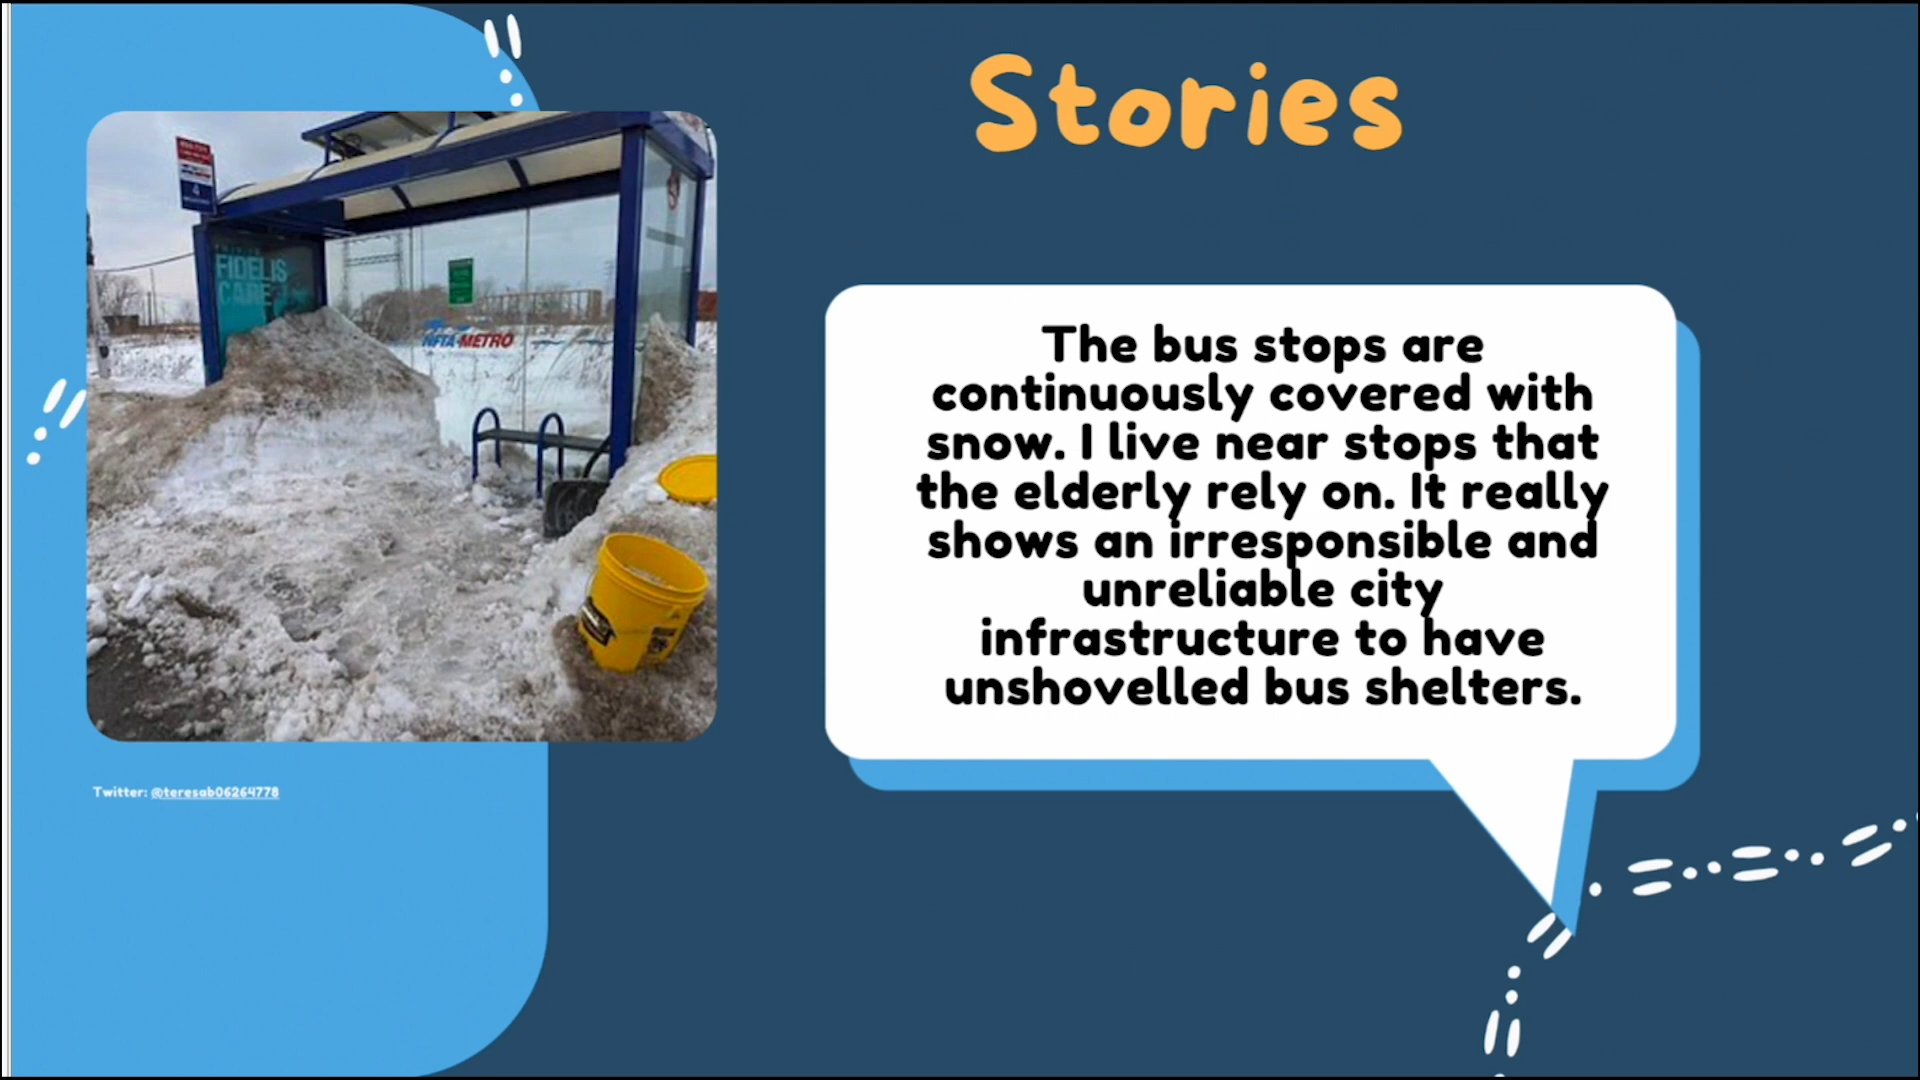 Stories
FIDELIS
CARE
4
NFTA-METRO
The bus stops are
continuously covered with
snow. I live near stops that
the elderly rely on. It really
shows an irresponsible and
unreliable city
infrastructure to have
unshovelled bus shelters.
Twitter: @teresab06264778